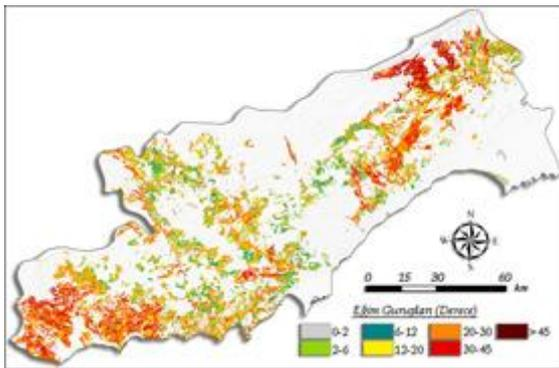 N
W E
S
0 15 30 60
km
Eğim Gurupları (Derece)
0-2 6-12 20-30 >45
2-6 12-20 30-45